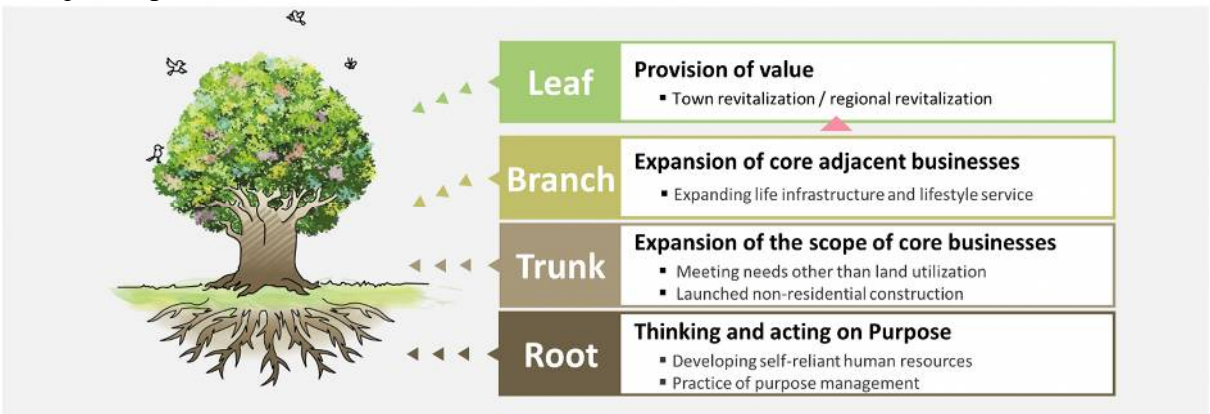 Leaf
Provision of value
▪ Town revitalization / regional revitalization
Branch
Expansion of core adjacent businesses
▪ Expanding life infrastructure and lifestyle service
Trunk
Expansion of the scope of core businesses
▪ Meeting needs other than land utilization
▪ Launched non-residential construction
Root
Thinking and acting on Purpose
▪ Developing self-reliant human resources
▪ Practice of purpose management